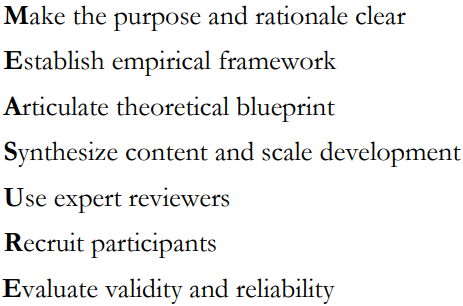 Make the purpose and rationale clear
Establish empirical framework
Articulate theoretical blueprint
Synthesize content and scale development
Use expert reviewers
Recruit participants
Evaluate validity and reliability